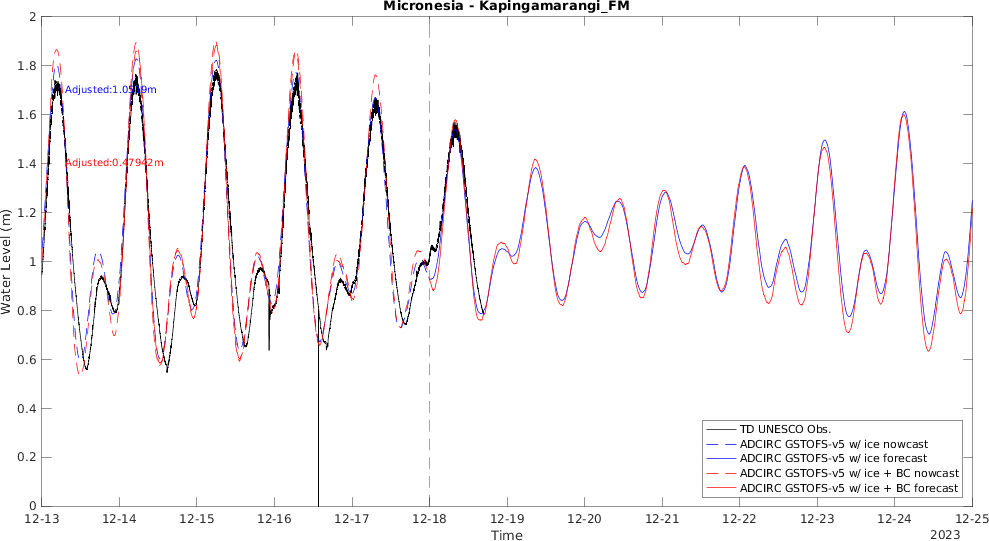 Micronesia - Kapingamarangi_FM
2
1.8
1.6
1.4
1.2
1
0.8
0.6
0.4
0.2
0
Water Level (m)
Adjusted:0.47942m
TD UNESCO Obs.
ADCIRC GSTOFS-v5 w/ ice nowcast
ADCIRC GSTOFS-v5 w/ ice forecast
ADCIRC GSTOFS-v5 w/ ice + BC nowcast
ADCIRC GSTOFS-v5 w/ ice + BC forecast
12-13 12-14 12-15 12-16 12-17 12-18 12-19 12-20 12-21 12-22 12-23 12-24 12-25
Time
2023